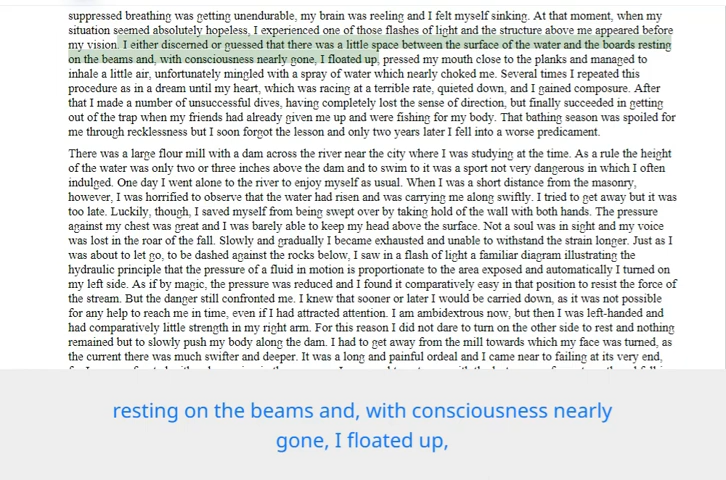 suppressed breathing was getting unendurable, my brain was reeling and I felt myself sinking. At that moment, when my
situation seemed absolutely hopeless, I experienced one of those flashes of light and the structure above me appeared before
my vision. I either discerned or guessed that there was a little space between the surface of the water and the boards resting
on the beams and, with consciousness nearly gone, I floated up, pressed my mouth close to the planks and managed to
inhale a little air, unfortunately mingled with a spray of water which nearly choked me. Several times I repeated this
procedure as in a dream until my heart, which was racing at a terrible rate, quieted down, and I gained composure. After
that I made a number of unsuccessful dives, having completely lost the sense of direction, but finally succeeded in getting
out of the trap when my friends had already given me up and were fishing for my body. That bathing season was spoiled for
me through recklessness but I soon forgot the lesson and only two years later I fell into a worse predicament.
There was a large flour mill with a dam across the river near the city where I was studying at the time. As a rule the height
of the water was only two or three inches above the dam and to swim to it was a sport not very dangerous in which I often
indulged. One day I went alone to the river to enjoy myself as usual. When I was a short distance from the masonry,
however, I was horrified to observe that the water had risen and was carrying me along swiftly. I tried to get away but it was
too late. Luckily, though, I saved myself from being swept over by taking hold of the wall with both hands. The pressure
against my chest was great and I was barely able to keep my head above the surface. Not a soul was in sight and my voice
was lost in the roar of the fall. Slowly and gradually I became exhausted and unable to withstand the strain longer. Just as I
was about to let go, to be dashed against the rocks below, I saw in a flash of light a familiar diagram illustrating the
hydraulic principle that the pressure of a fluid in motion is proportionate to the area exposed and automatically I turned on
my left side. As if by magic, the pressure was reduced and I found it comparatively easy in that position to resist the force of
the stream. But the danger still confronted me. I knew that sooner or later I would be carried down, as it was not possible
for any help to reach me in time, even if I had attracted attention. I am ambidextrous now, but then I was left-handed and
had comparatively little strength in my right arm. For this reason I did not dare to turn on the other side to rest and nothing
remained but to slowly push my body along the dam. I had to get away from the mill towards which my face was turned, as
the current there was much swifter and deeper. It was a long and painful ordeal and I came near to failing at its very end,
resting on the beams and, with consciousness nearly
gone, I floated up,